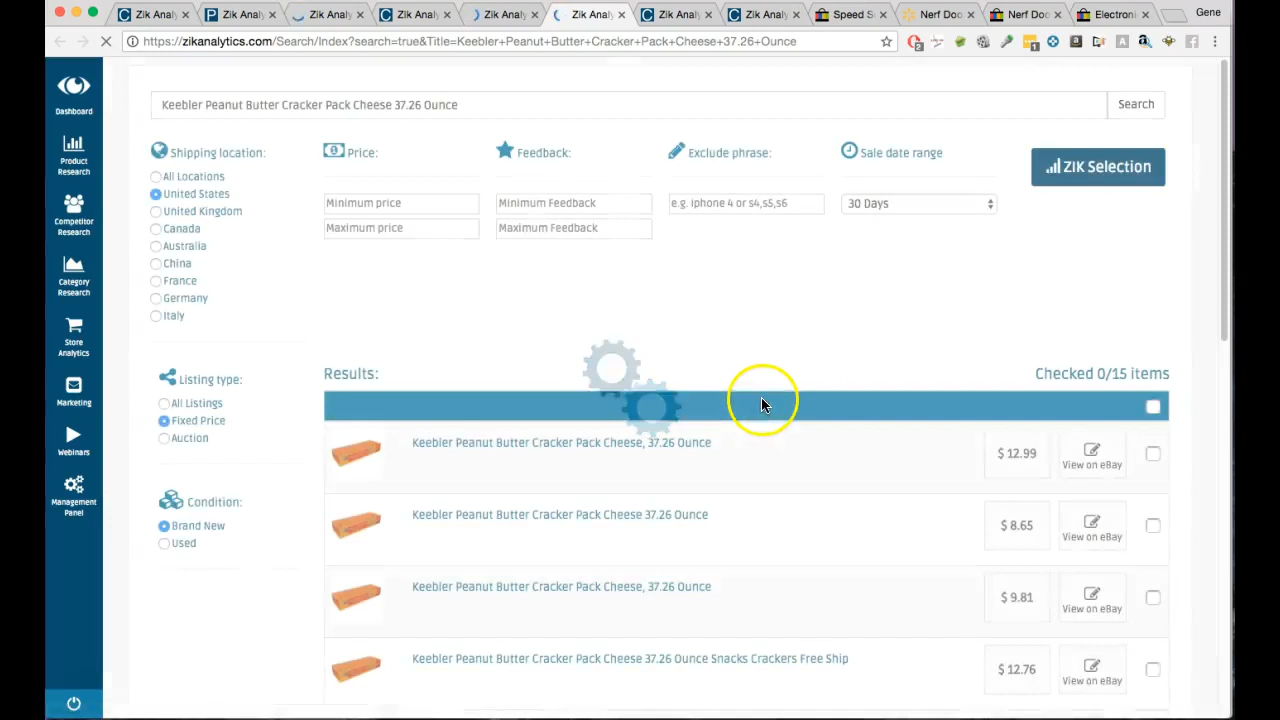 Zik Analy
Zik Analy
Zik Analy
Zik Analy
Zik Analy
Zik Analy
Zik Analy
Zik Analy
Speed S
Nerf Doo
Nerf Doo
Electroni
Gene
https://zikanalytics.com/Search/Index?search=true&Title=Keebler+Peanut+Butter+Cracker+Pack+Cheese+37.26+Ounce
Dashboard
Product
Research
Competitor
Research
Category
Research
Store
Analytics
Marketing
Webinars
Management
Panel
Keebler Peanut Butter Cracker Pack Cheese 37.26 Ounce
Search
Shipping location:
All Locations
United States
United Kingdom
Canada
Australia
China
France
Germany
Italy
Price:
Minimum price
Maximum price
Feedback:
Minimum Feedback
Maximum Feedback
Exclude phrase:
e.g. iphone 4 or s4,s5,s6
Sale date range
30 Days
ZIK Selection
Listing type:
All Listings
Fixed Price
Auction
Condition:
Brand New
Used
Results:
Checked 0/15 items
Keebler Peanut Butter Cracker Pack Cheese, 37.26 Ounce
$ 12.99
View on eBay
Keebler Peanut Butter Cracker Pack Cheese 37.26 Ounce
$ 8.65
View on eBay
Keebler Peanut Butter Cracker Pack Cheese, 37.26 Ounce
$ 9.81
View on eBay
Keebler Peanut Butter Cracker Pack Cheese 37.26 Ounce Snacks Crackers Free Ship
$ 12.76
View on eBay